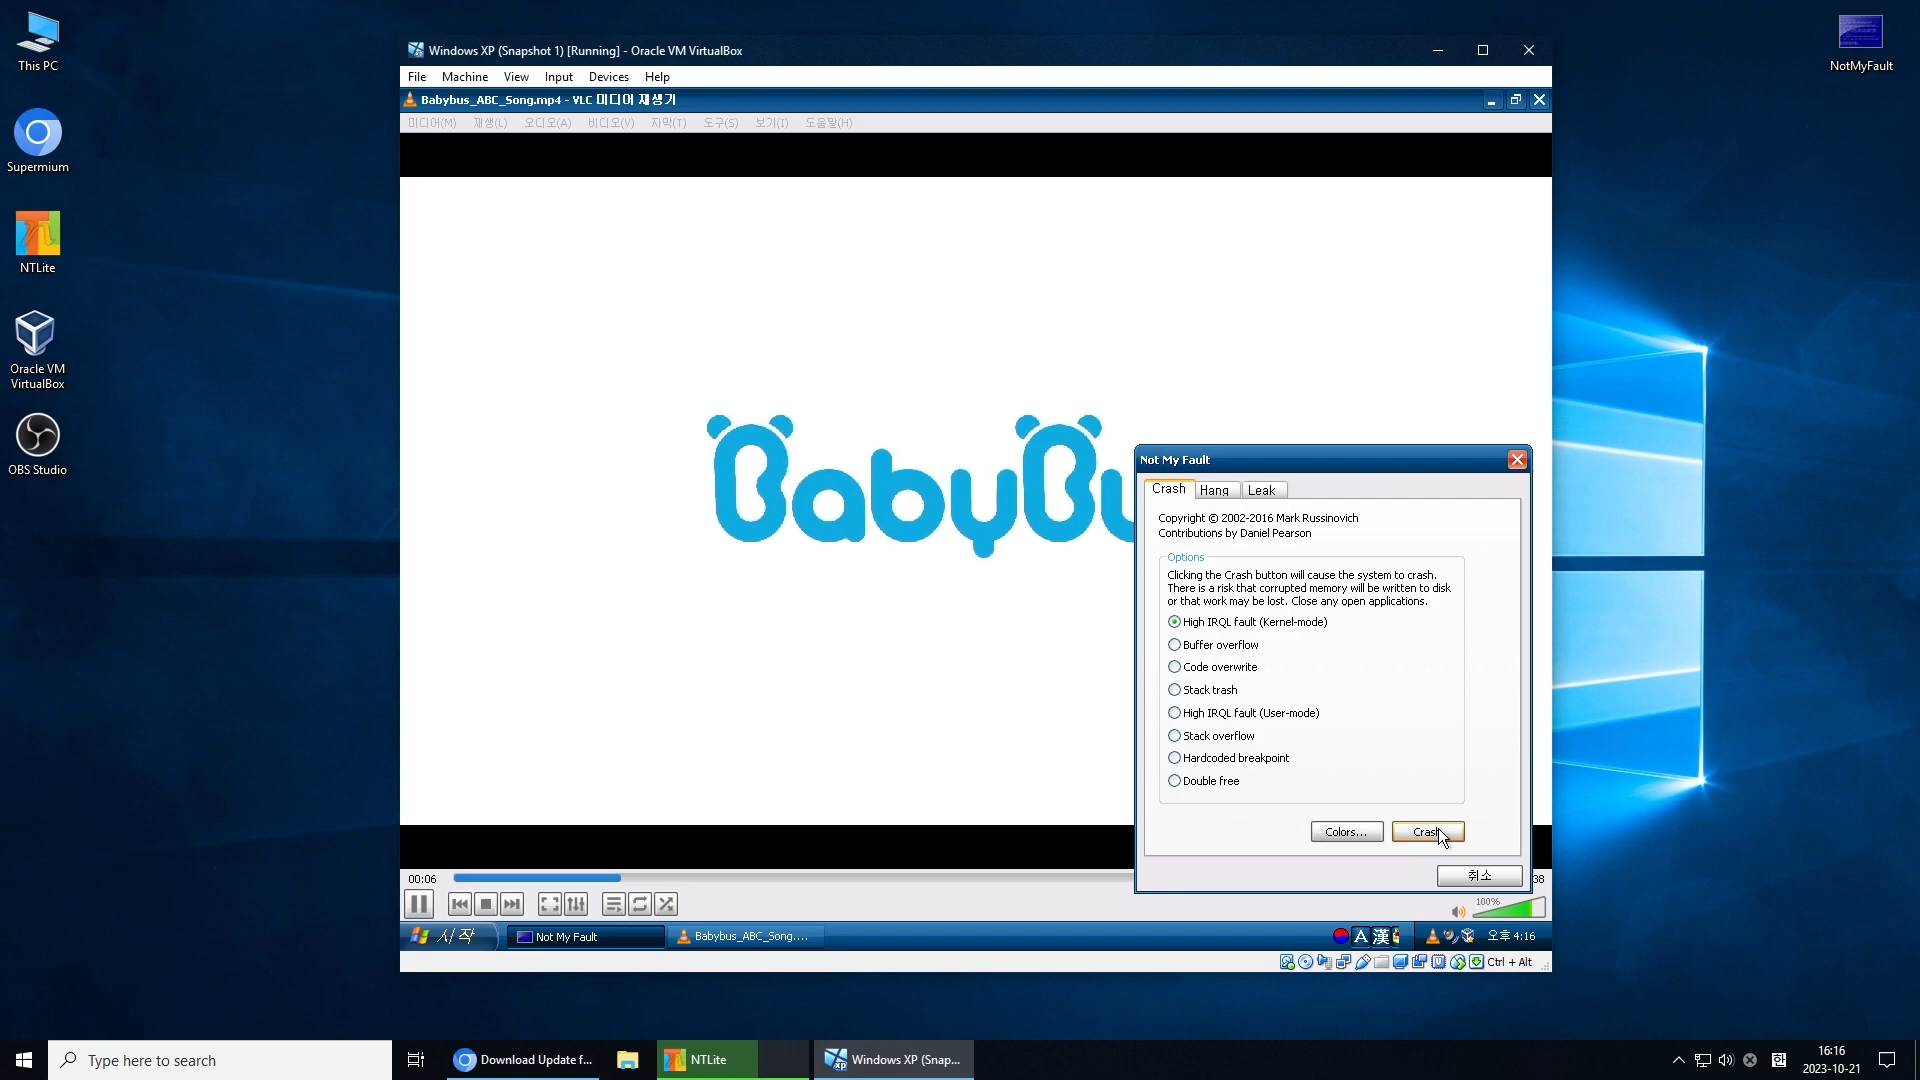 This PC
Supermium
NTLite
Oracle VM
VirtualBox
OBS Studio
NotMyFault
Windows XP (Snapshot 1) [Running] - Oracle VM VirtualBox
File Machine View Input Devices Help
Babybus_ABC_Song.mp4 - VLC 미디어 재생기
미디어(M) 재생(L) 오디오(A) 비디오(V) 자막(T) 도구(S) 보기(I) 도움말(H)
BabyBu
Not My Fault
Crash Hang Leak
Copyright © 2002-2016 Mark Russinovich
Contributions by Daniel Pearson
Options
Clicking the Crash button will cause the system to crash.
There is a risk that corrupted memory will be written to disk
or that work may be lost. Close any open applications.
High IRQL fault (Kernel-mode)
Buffer overflow
Code overwrite
Stack trash
High IRQL fault (User-mode)
Stack overflow
Hardcoded breakpoint
Double free
Colors... Crash
취소
00:06
38
100%
시작 Not My Fault Babybus_ABC_Song.... A 漢 오후 4:16
Ctrl + Alt
Type here to search
Download Update f...
NTLite
Windows XP (Snap...
16:16
2023-10-21